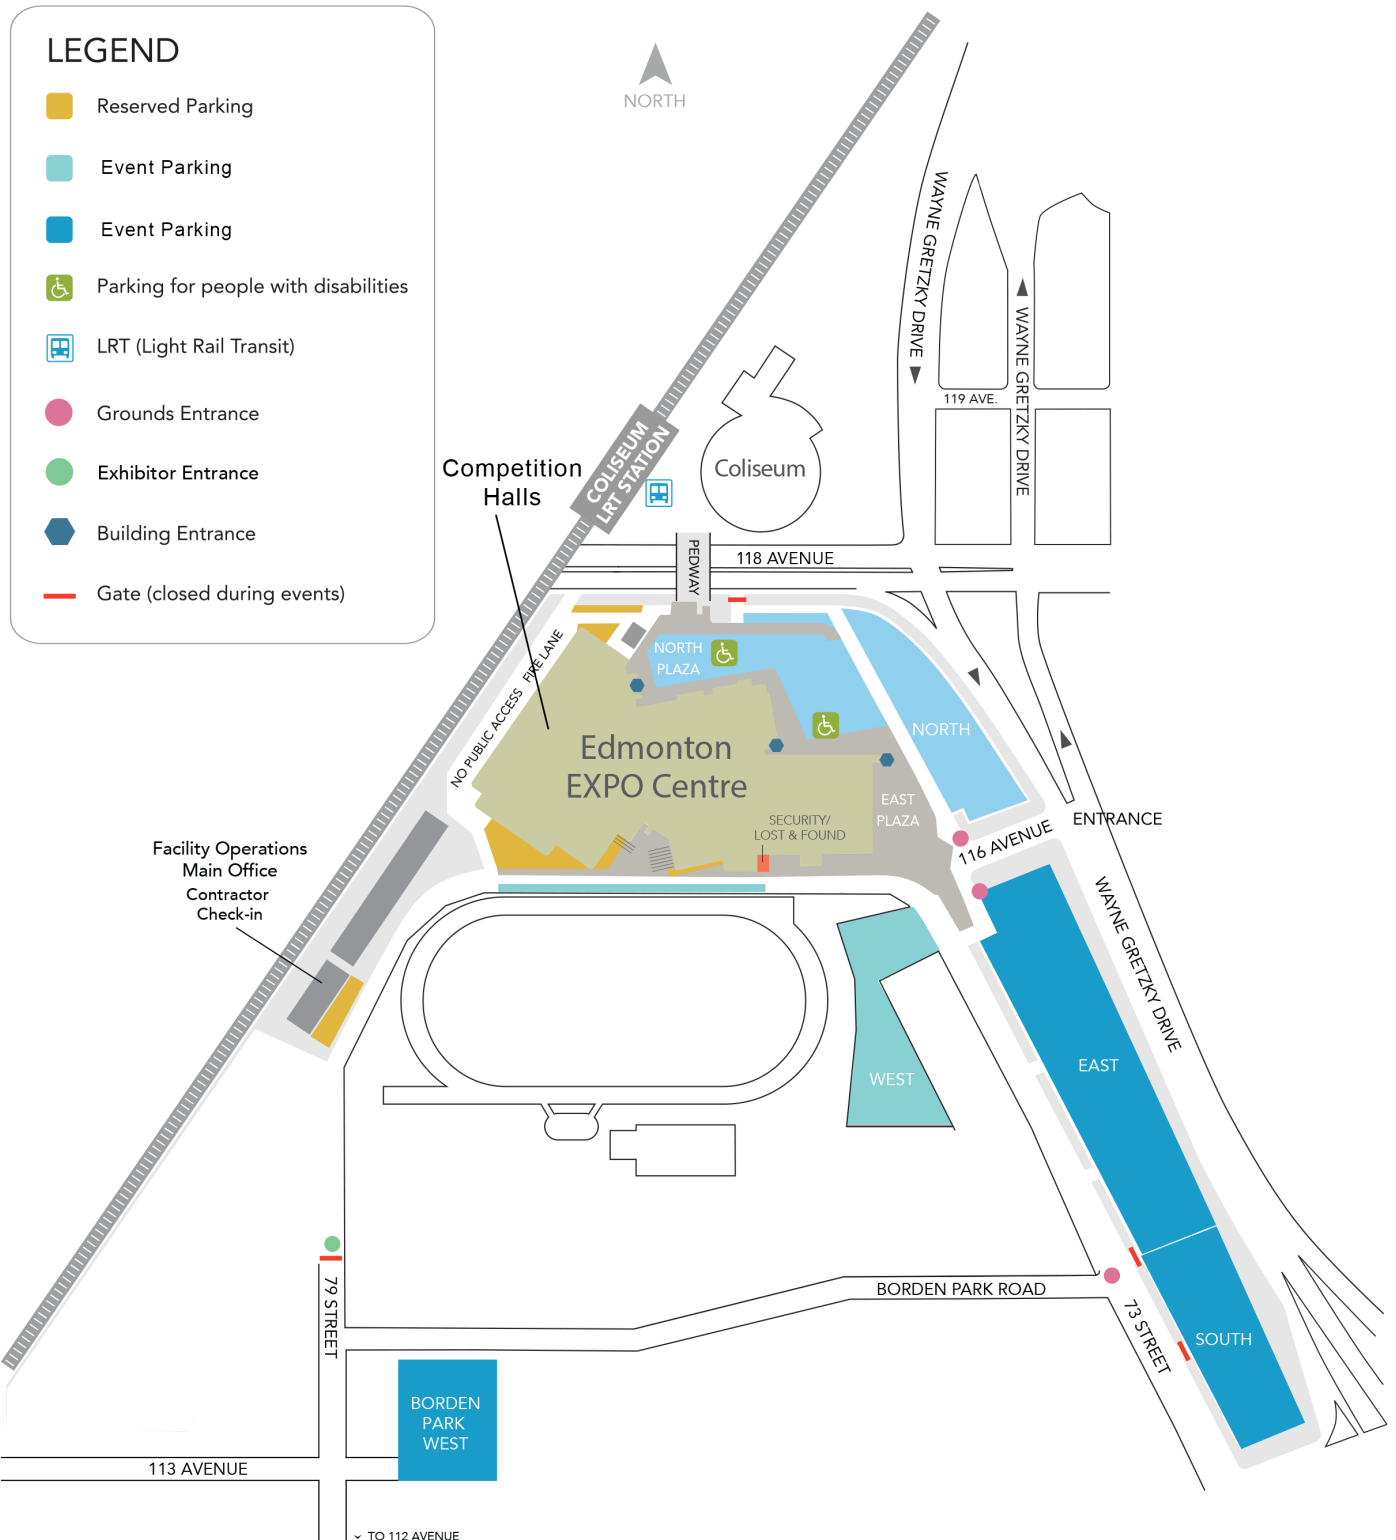 LEGEND
Reserved Parking
Event Parking
Event Parking
Parking for people with disabilities
LRT (Light Rail Transit)
Grounds Entrance
Exhibitor Entrance
Building Entrance
Gate (closed during events)
NORTH
WAYNE GRETZKY DRIVE
WAYNE GRETZKY DRIVE
119 AVE.
COLISEUM
LRT STATION
Coliseum
Competition
Halls
PEDWAY
118 AVENUE
NO PUBLIC ACCESS FIRE LANE
NORTH
PLAZA
NORTH
Edmonton
EXPO Centre
EAST
PLAZA
SECURITY/
LOST & FOUND
116 AVENUE
ENTRANCE
Facility Operations
Main Office
Contractor
Check-in
WAYNE GRETZKY DRIVE
EAST
WEST
79 STREET
BORDEN PARK ROAD
73 STREET
SOUTH
BORDEN
PARK
WEST
113 AVENUE
TO 112 AVENUE